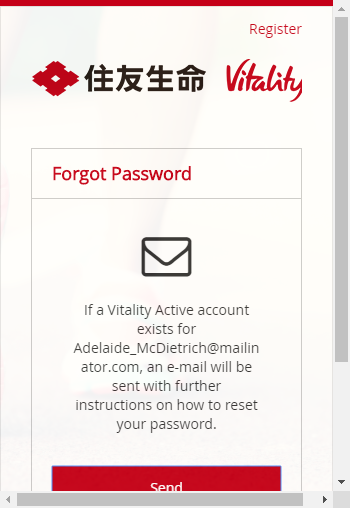 Register
住友生命 Vitality
Forgot Password
If a Vitality Active account
exists for
Adelaide_McDietrich@mailin
ator.com, an e-mail will be
sent with further
instructions on how to reset
your password.
Send